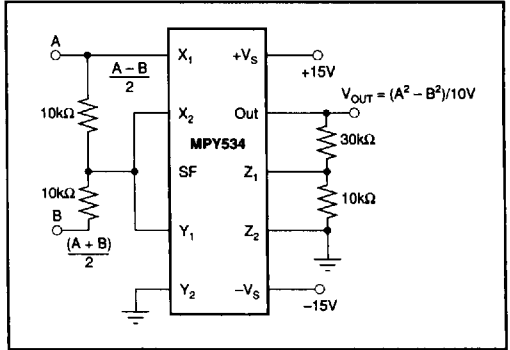 A
X₁
+Vₛ
A – B
2
+15V
V_OUT = (A² – B²)/10V
10kΩ
X₂
Out
30kΩ
MPY534
SF
Z₁
10kΩ
10kΩ
B
(A + B)
2
Y₁
Z₂
Y₂
–Vₛ
–15V